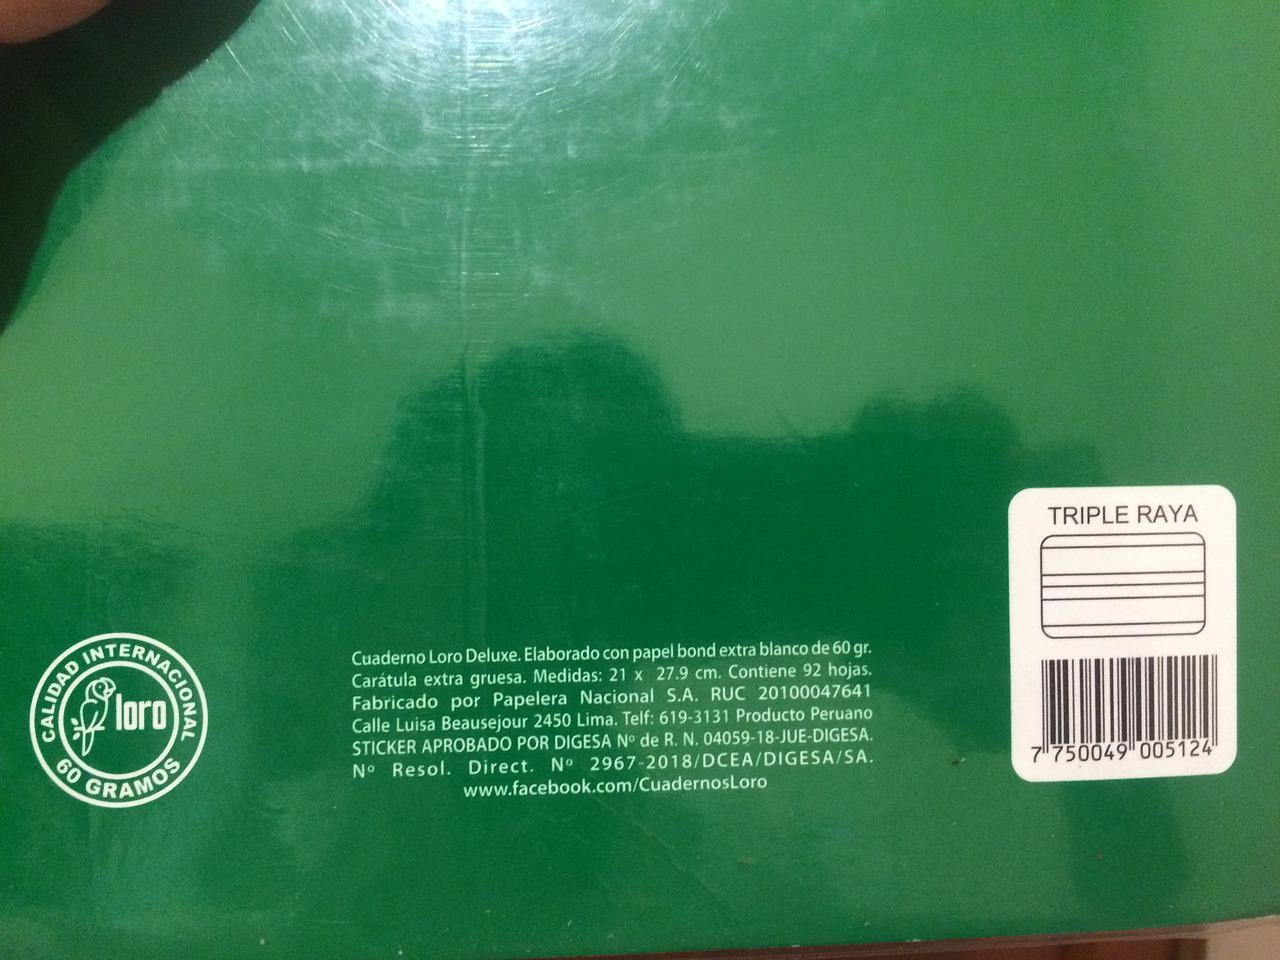 CALIDAD INTERNACIONAL
loro
60 GRAMOS
Cuaderno Loro Deluxe. Elaborado con papel bond extra blanco de 60 gr.
Carátula extra gruesa. Medidas: 21 x 27.9 cm. Contiene 92 hojas.
Fabricado por Papelera Nacional S.A. RUC 20100047641
Calle Luisa Beausejour 2450 Lima. Telf: 619-3131 Producto Peruano
STICKER APROBADO POR DIGESA Nº de R. N. 04059-18-JUE-DIGESA.
Nº Resol. Direct. Nº 2967-2018/DCEA/DIGESA/SA.
www.facebook.com/CuadernosLoro
TRIPLE RAYA
7 750049 005124